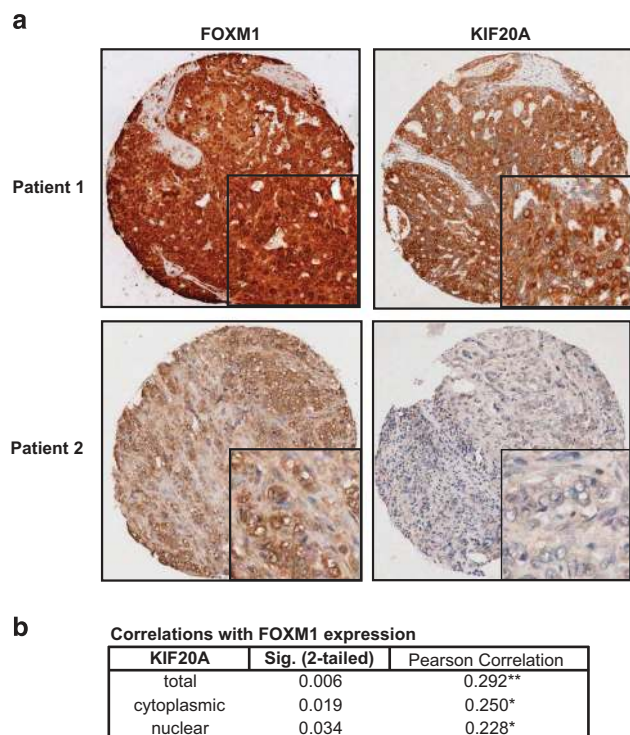 a
FOXM1 KIF20A
Patient 1
Patient 2
b
Correlations with FOXM1 expression
KIF20A Sig. (2-tailed) Pearson Correlation
total 0.006 0.292**
cytoplasmic 0.019 0.250*
nuclear 0.034 0.228*